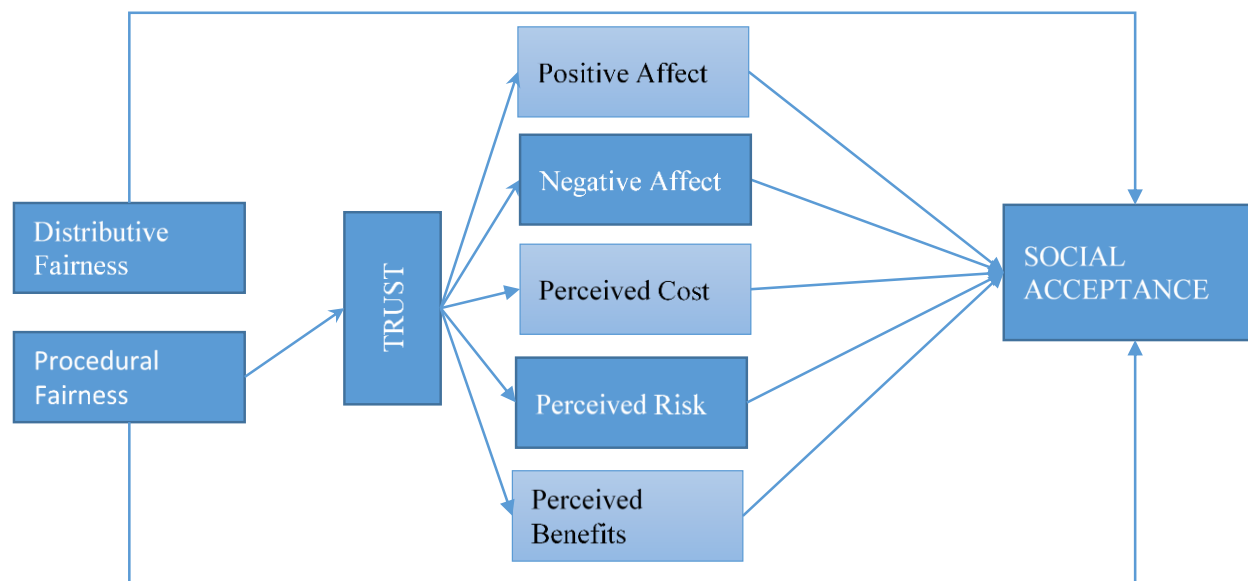 Positive Affect
Negative Affect
Distributive
Fairness
TRUST
SOCIAL
ACCEPTANCE
Perceived Cost
Procedural
Fairness
Perceived Risk
Perceived
Benefits